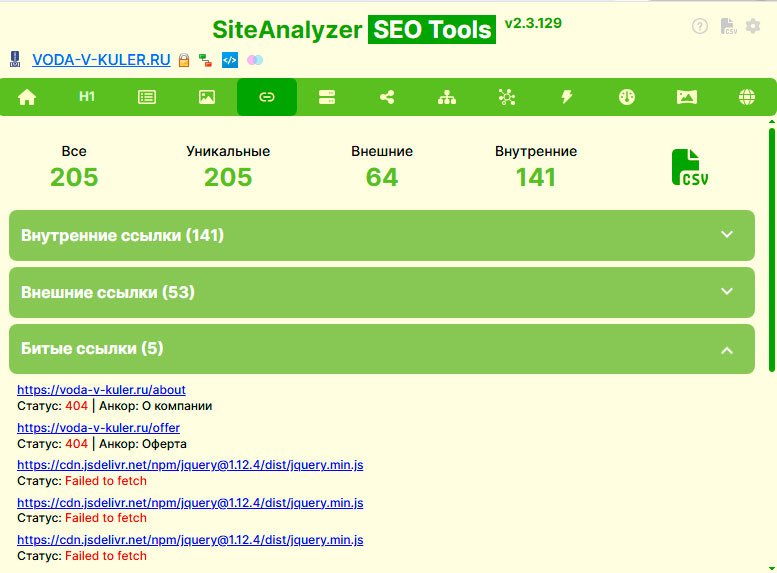 SiteAnalyzer SEO Tools v2.3.129
VODA-V-KULER.RU
H1
Все Уникальные Внешние Внутренние
205 205 64 141
CSV
Внутренние ссылки (141)
Внешние ссылки (53)
Битые ссылки (5)
https://voda-v-kuler.ru/about
Статус: 404 | Анкор: О компании
https://voda-v-kuler.ru/offer
Статус: 404 | Анкор: Оферта
https://cdn.jsdelivr.net/npm/jquery@1.12.4/dist/jquery.min.js
Статус: Failed to fetch
https://cdn.jsdelivr.net/npm/jquery@1.12.4/dist/jquery.min.js
Статус: Failed to fetch
https://cdn.jsdelivr.net/npm/jquery@1.12.4/dist/jquery.min.js
Статус: Failed to fetch